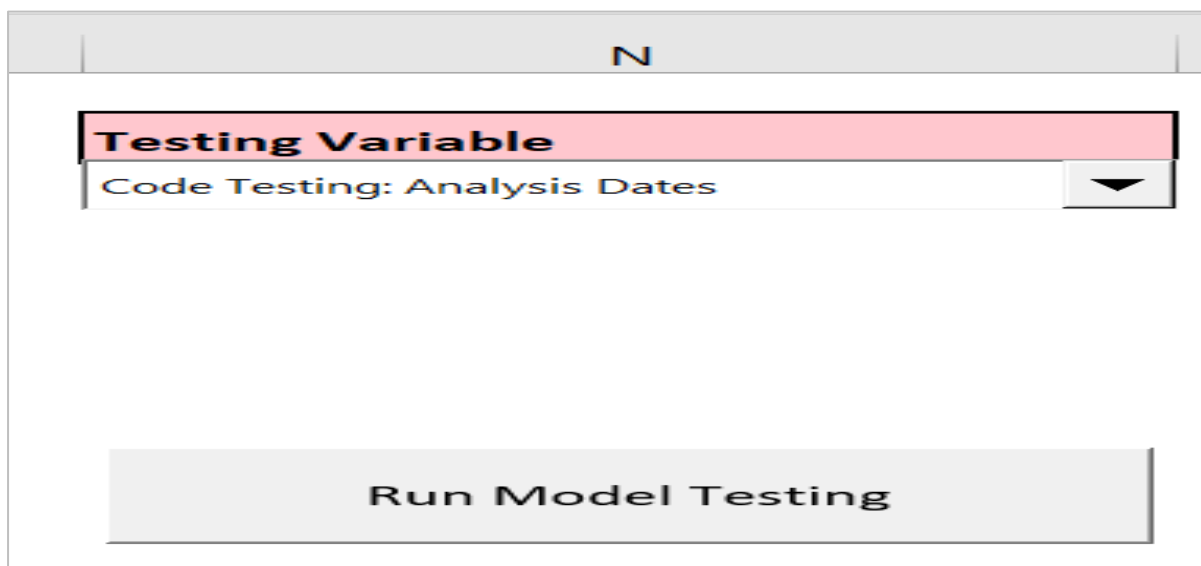 N
Testing Variable
Code Testing: Analysis Dates
Run Model Testing